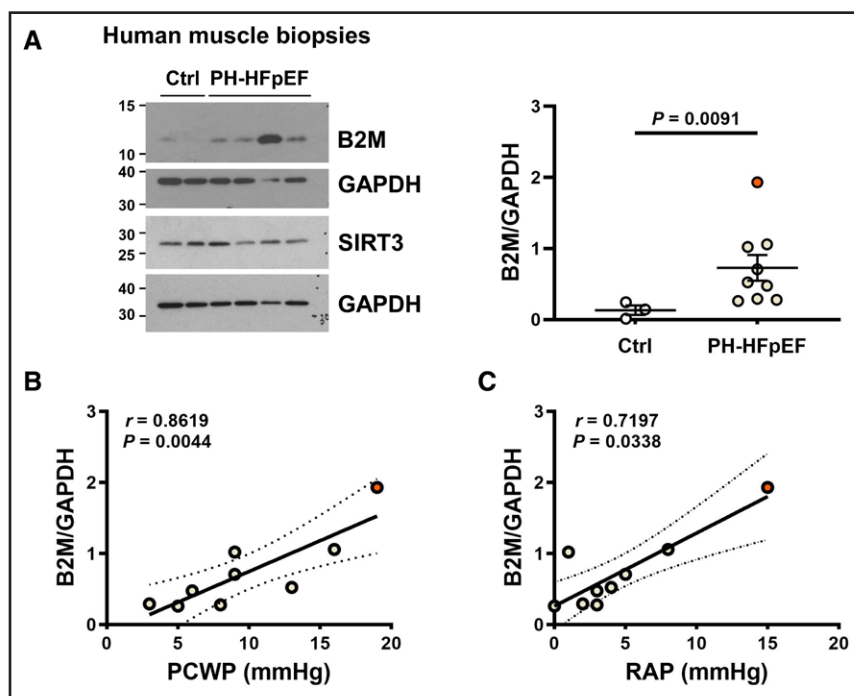 A
Human muscle biopsies
Ctrl PH-HFpEF
15
10
B2M
40
30
GAPDH
30
25
SIRT3
40
30
GAPDH
B2M/GAPDH
3
2
1
0
P = 0.0091
Ctrl PH-HFpEF
B
B2M/GAPDH
3
2
1
0
r = 0.8619
P = 0.0044
0 5 10 15 20
PCWP (mmHg)
C
B2M/GAPDH
3
2
1
0
r = 0.7197
P = 0.0338
0 5 10 15 20
RAP (mmHg)